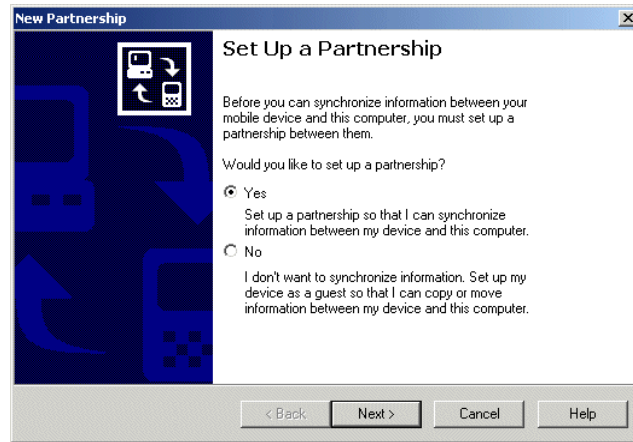 New Partnership
Set Up a Partnership
Before you can synchronize information between your
mobile device and this computer, you must set up a
partnership between them.
Would you like to set up a partnership?
Yes
Set up a partnership so that I can synchronize
information between my device and this computer.
No
I don't want to synchronize information. Set up my
device as a guest so that I can copy or move
information between my device and this computer.
< Back
Next >
Cancel
Help